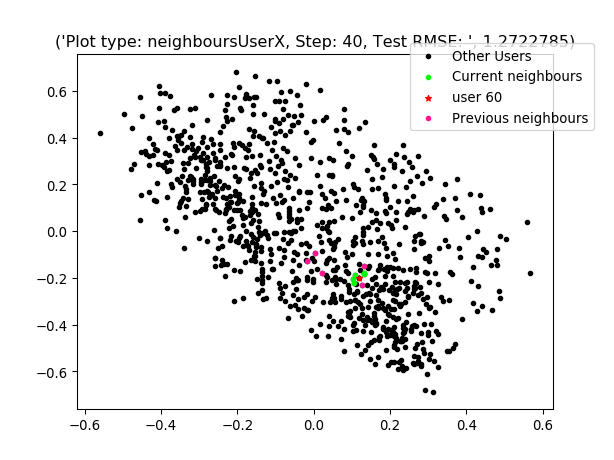 ('Plot type: neighboursUserX, Step: 40, Test RMSE: ', 1.2722785)
Other Users
Current neighbours
user 60
Previous neighbours
0.6
0.4
0.2
0.0
−0.2
−0.4
−0.6
−0.6 −0.4 −0.2 0.0 0.2 0.4 0.6